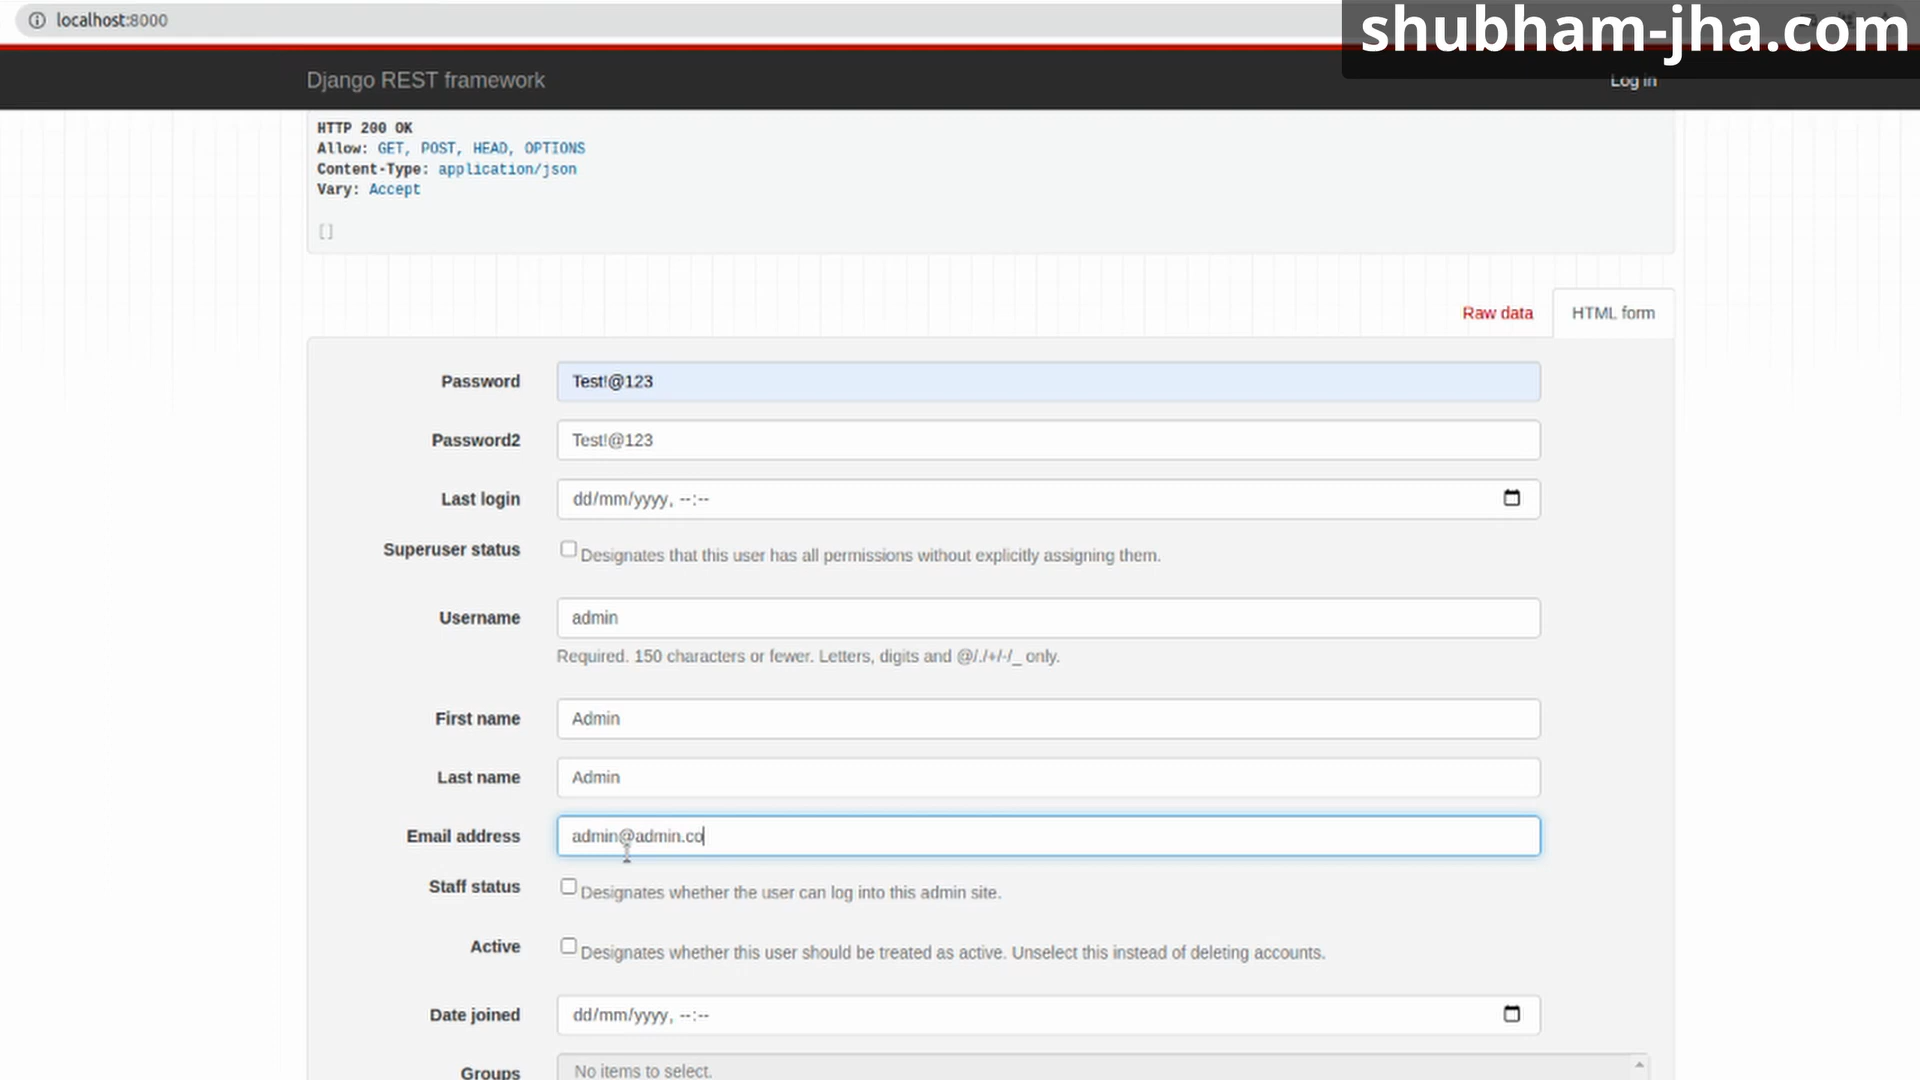 localhost:8000
shubham-jha.com
Django REST framework
Log in
HTTP 200 OK
Allow: GET, POST, HEAD, OPTIONS
Content-Type: application/json
Vary: Accept
[]
Raw data
HTML form
Password
Test!@123
Password2
Test!@123
Last login
dd/mm/yyyy, --:--
Superuser status
Designates that this user has all permissions without explicitly assigning them.
Username
admin
Required. 150 characters or fewer. Letters, digits and @/./+/-/_ only.
First name
Admin
Last name
Admin
Email address
admin@admin.co
Staff status
Designates whether the user can log into this admin site.
Active
Designates whether this user should be treated as active. Unselect this instead of deleting accounts.
Date joined
dd/mm/yyyy, --:--
Groups
No items to select.